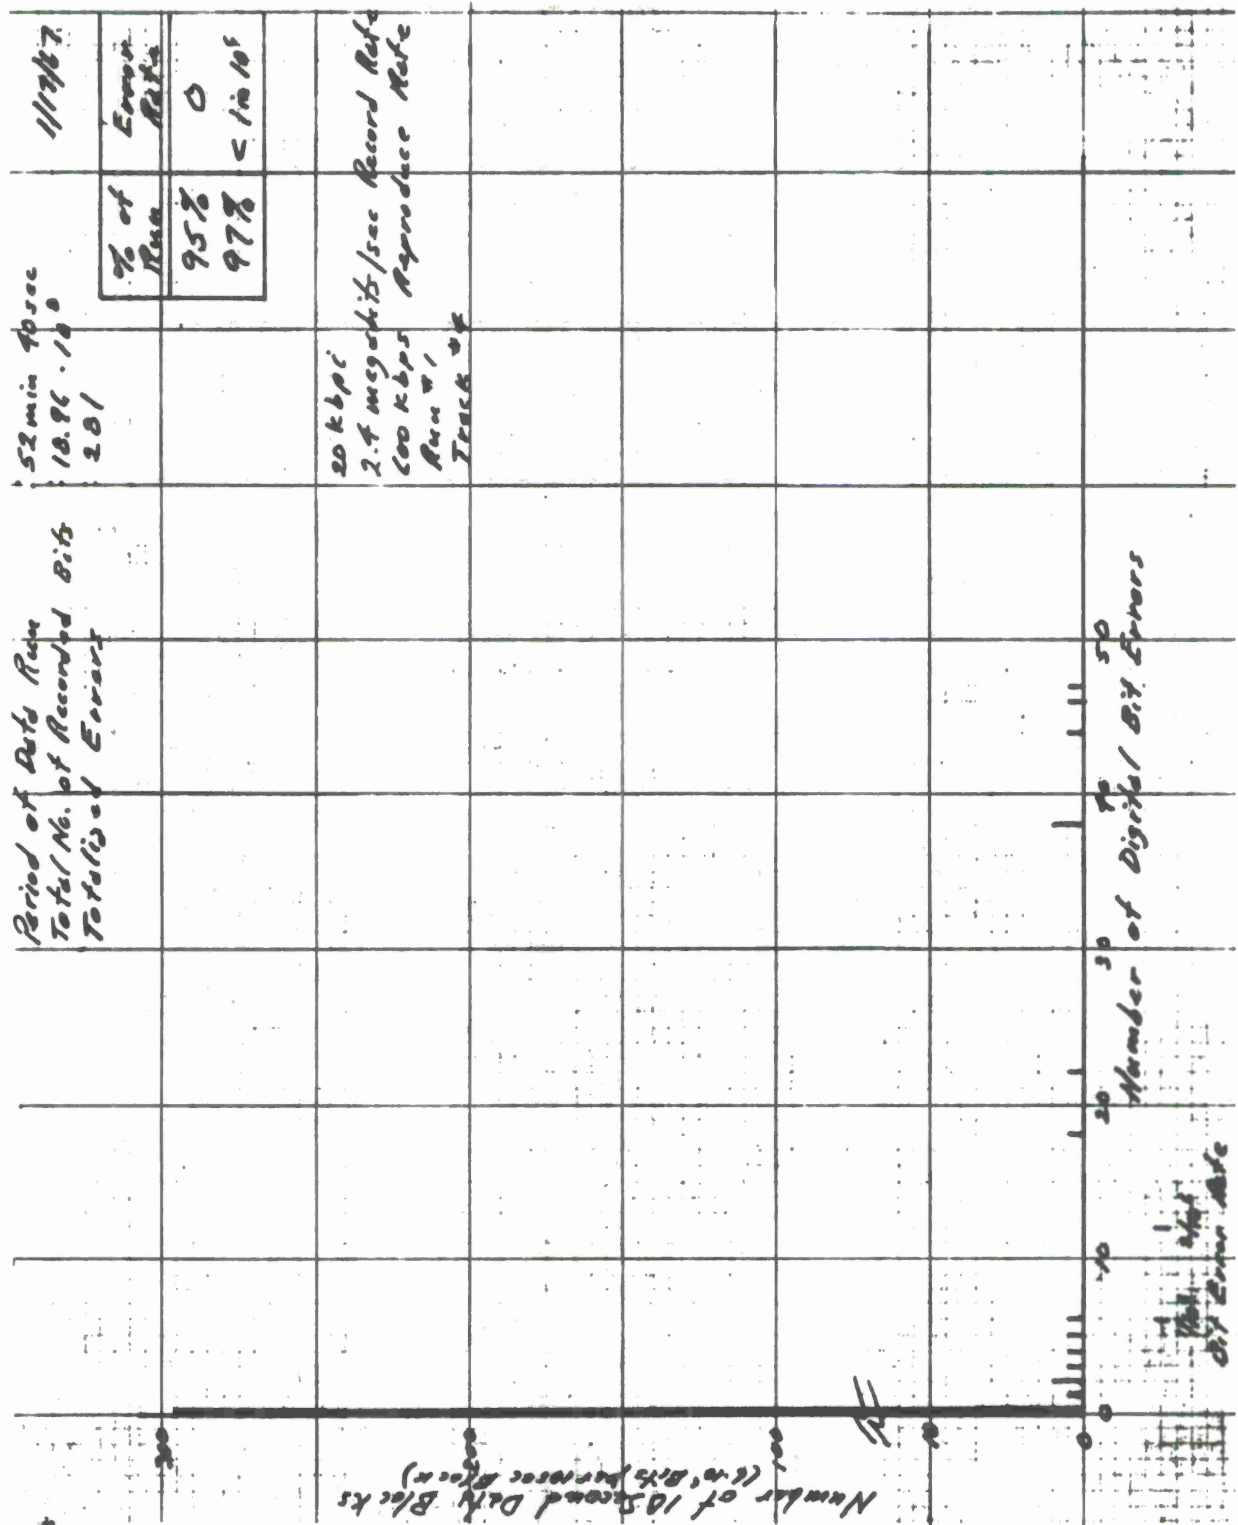 1/17/67
Period of Data Run : 52 min 40 sec
Total No. of Recorded Bits : 18.96 · 10⁸
Totalized Errors : 281
% of Run Error Rate
95% 0
97% < 1 in 10⁶
20 kbpi
2.4 megabits/sec Record Rate
600 kbps Reproduce Rate
Run #1
Track #4
Number of 10 Second Data Blocks
(6·10⁶ Bits per 10 sec Block)
300
200
100
10
0
0 10 20 30 40 50
Number of Digital Bit Errors
Bit Error Rate